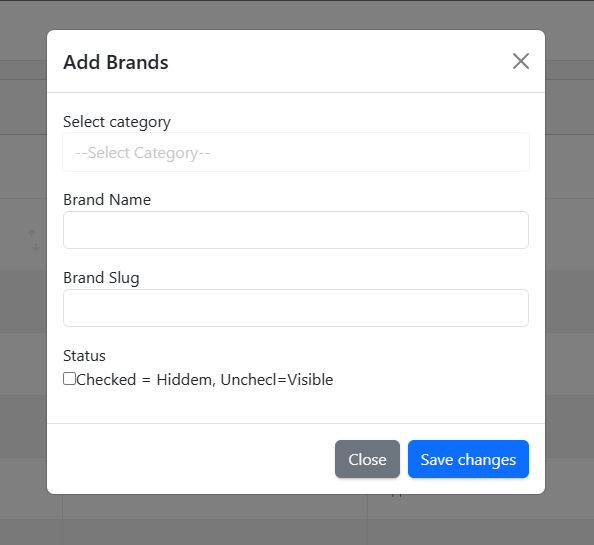 Add Brands
Select category
--Select Category--
Brand Name
Brand Slug
Status
Checked = Hiddem, Unchecl=Visible
Close
Save changes